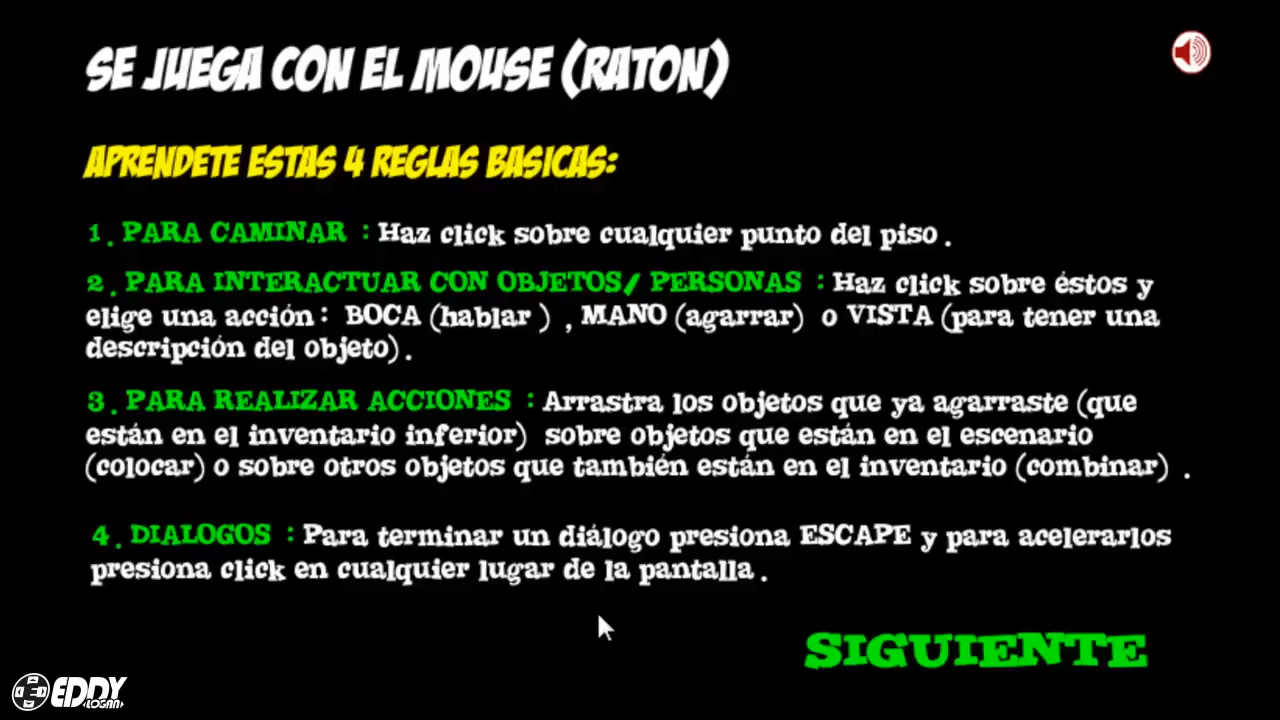 SE JUEGA CON EL MOUSE (RATON)
APRENDETE ESTAS 4 REGLAS BASICAS:
1. PARA CAMINAR : Haz click sobre cualquier punto del piso.
2. PARA INTERACTUAR CON OBJETOS/ PERSONAS : Haz click sobre éstos y
elige una acción: BOCA (hablar ) , MANO (agarrar) o VISTA (para tener una
descripción del objeto).
3. PARA REALIZAR ACCIONES : Arrastra los objetos que ya agarraste (que
están en el inventario inferior) sobre objetos que están en el escenario
(colocar) o sobre otros objetos que también están en el inventario (combinar) .
4. DIALOGOS : Para terminar un diálogo presiona ESCAPE y para acelerarlos
presiona click en cualquier lugar de la pantalla.
SIGUIENTE
EDDY
LOGAN